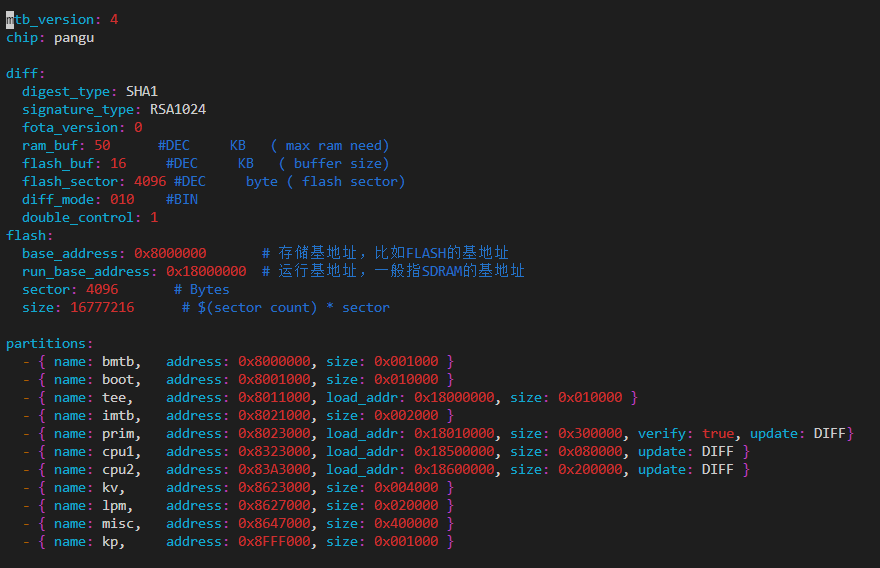 mtb_version: 4
chip: pangu
diff:
  digest_type: SHA1
  signature_type: RSA1024
  fota_version: 0
  ram_buf: 50      #DEC     KB   ( max ram need)
  flash_buf: 16     #DEC     KB   ( buffer size)
  flash_sector: 4096 #DEC     byte ( flash sector)
  diff_mode: 010    #BIN
  double_control: 1
flash:
  base_address: 0x8000000       # 存储基地址，比如FLASH的基地址
  run_base_address: 0x18000000  # 运行基地址，一般指SDRAM的基地址
  sector: 4096       # Bytes
  size: 16777216      # $(sector count) * sector
partitions:
  - { name: bmtb,   address: 0x8000000, size: 0x001000 }
  - { name: boot,   address: 0x8001000, size: 0x010000 }
  - { name: tee,    address: 0x8011000, load_addr: 0x18000000, size: 0x010000 }
  - { name: imtb,   address: 0x8021000, size: 0x002000 }
  - { name: prim,   address: 0x8023000, load_addr: 0x18010000, size: 0x300000, verify: true, update: DIFF}
  - { name: cpu1,   address: 0x8323000, load_addr: 0x18500000, size: 0x080000, update: DIFF }
  - { name: cpu2,   address: 0x83A3000, load_addr: 0x18600000, size: 0x200000, update: DIFF }
  - { name: kv,     address: 0x8623000, size: 0x004000 }
  - { name: lpm,    address: 0x8627000, size: 0x020000 }
  - { name: misc,   address: 0x8647000, size: 0x400000 }
  - { name: kp,     address: 0x8FFF000, size: 0x001000 }